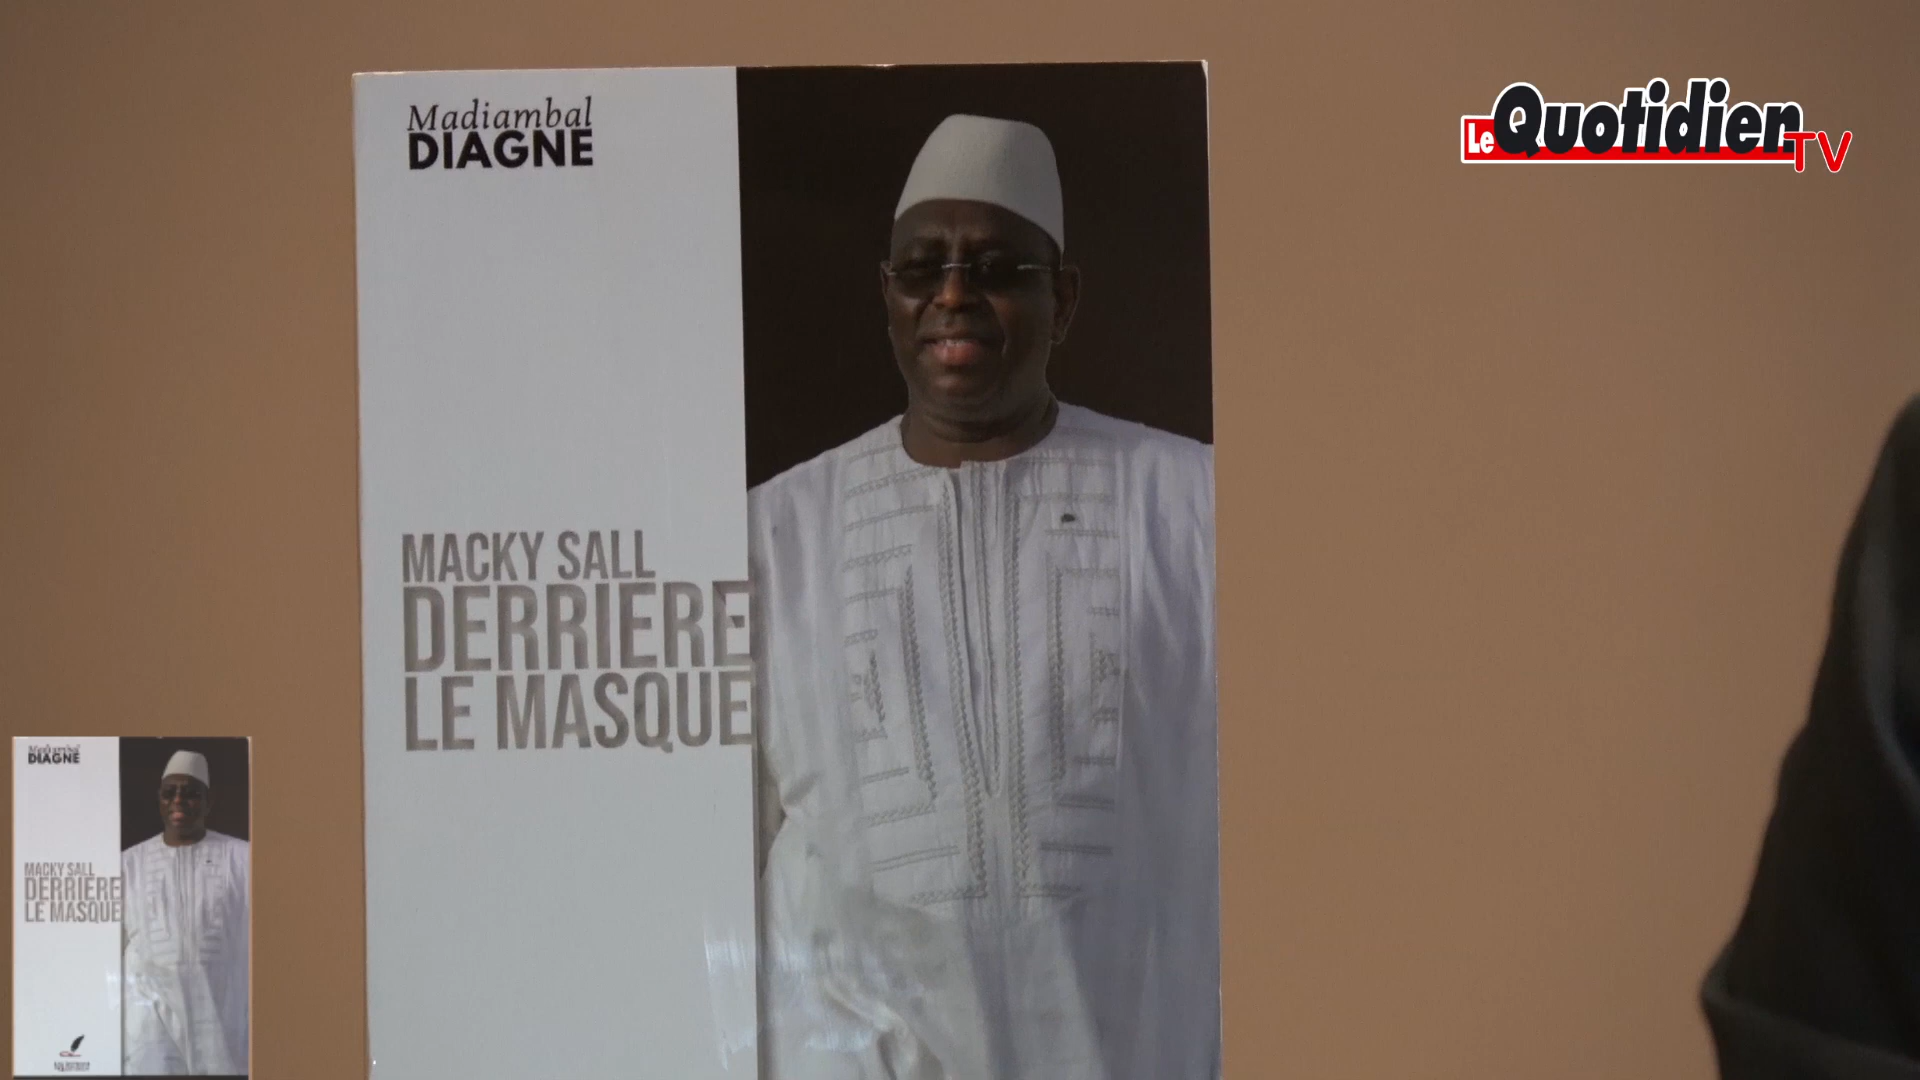 Madiambal
DIAGNE
MACKY SALL
DERRIERE
LE MASQUE
Le Quotidien TV
Madiambal
DIAGNE
MACKY SALL
DERRIERE
LE MASQUE